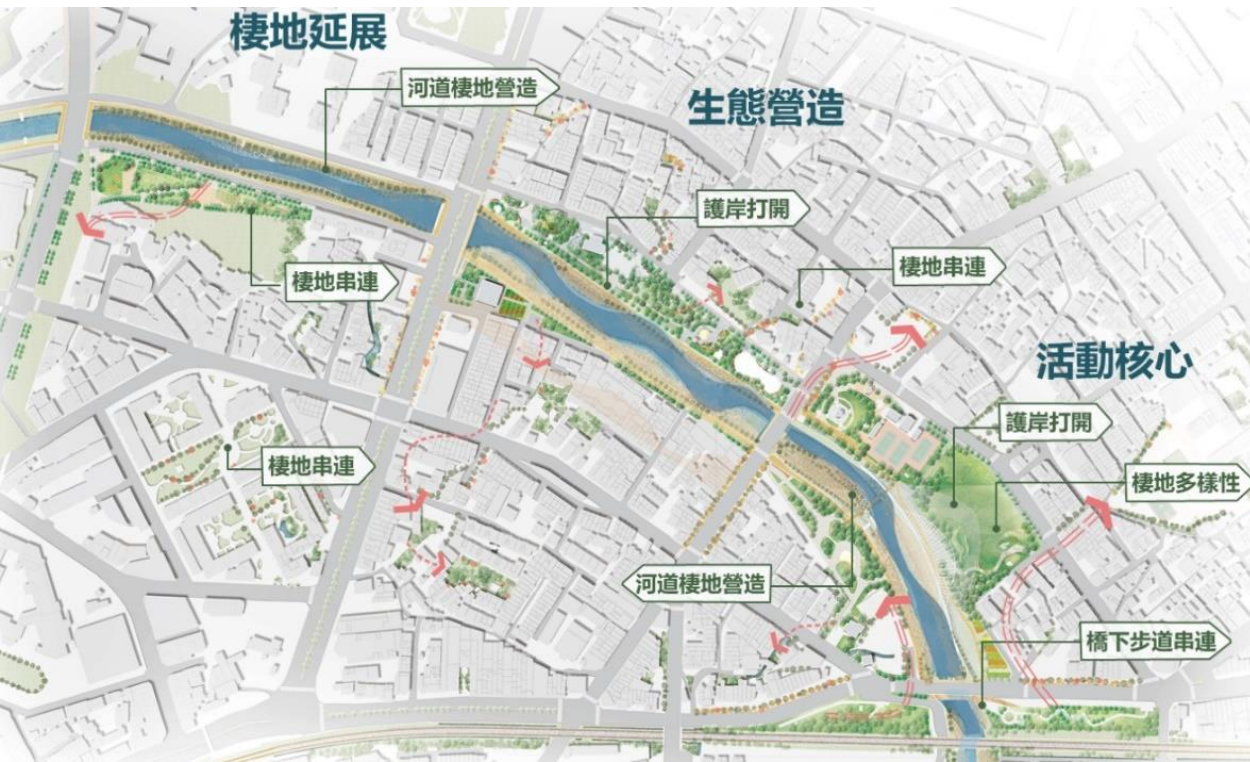 棲地延展
河道棲地營造
生態營造
護岸打開
棲地串連
棲地串連
活動核心
護岸打開
棲地串連
棲地多樣性
河道棲地營造
橋下步道串連